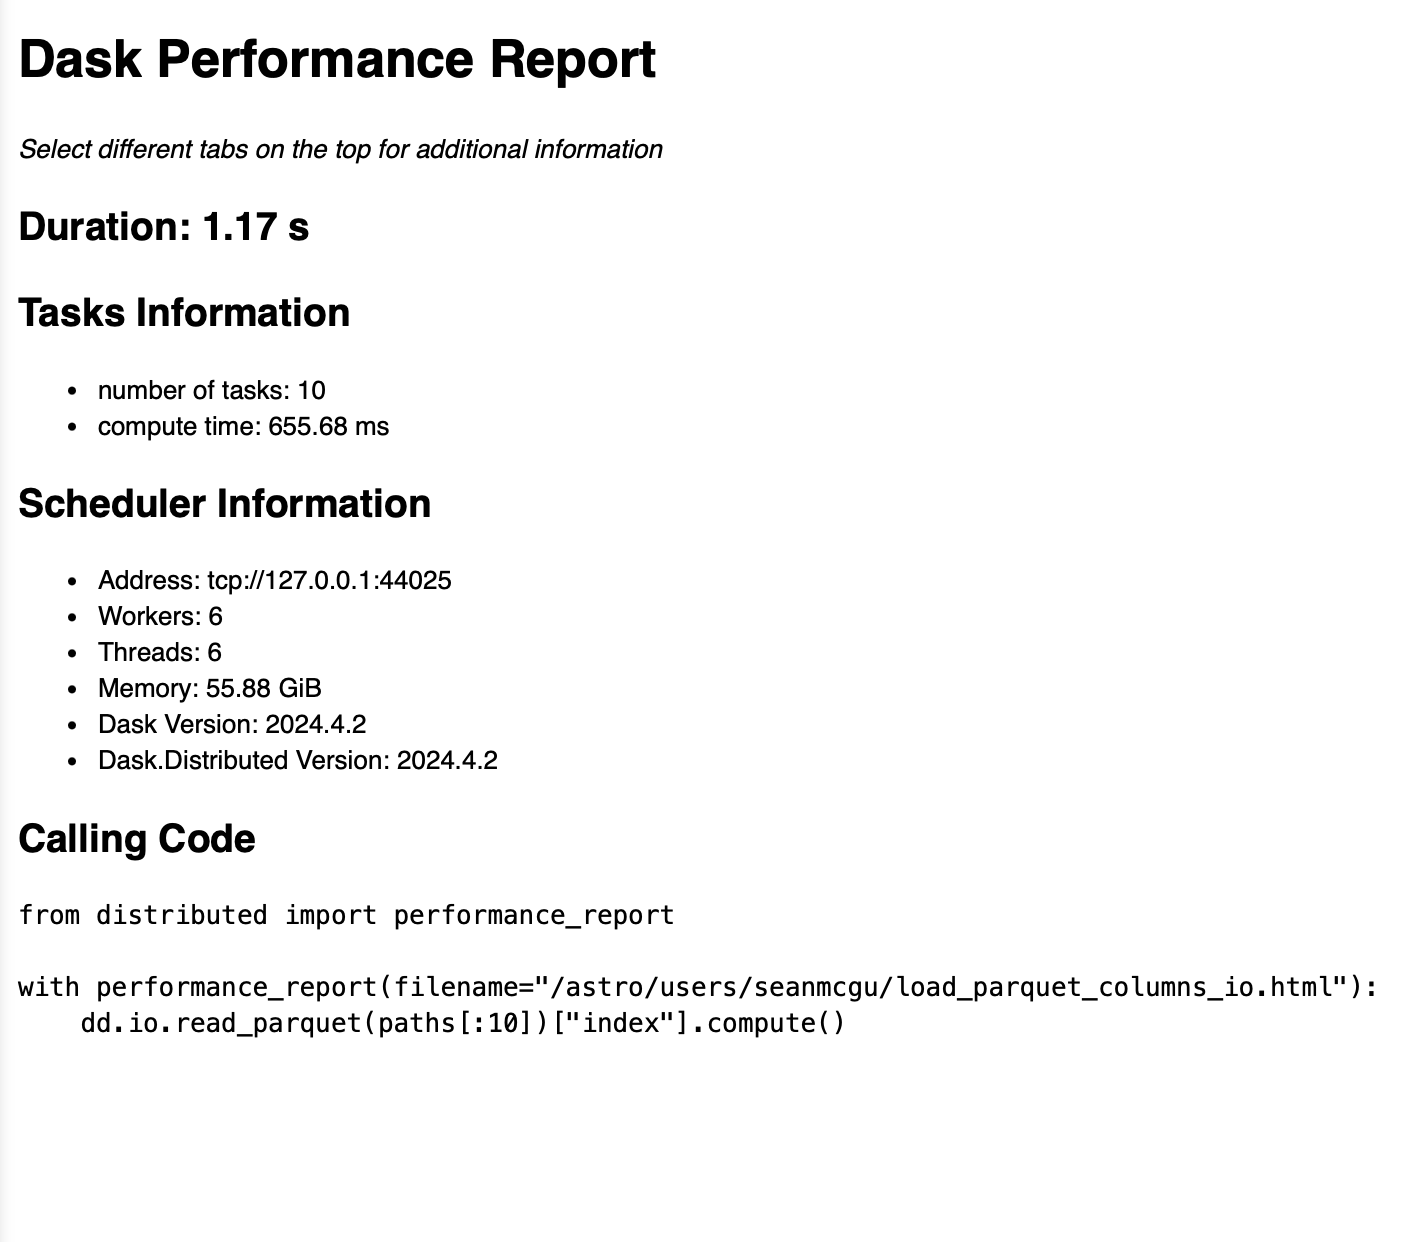 Dask Performance Report
Select different tabs on the top for additional information
Duration: 1.17 s
Tasks Information
• number of tasks: 10
• compute time: 655.68 ms
Scheduler Information
• Address: tcp://127.0.0.1:44025
• Workers: 6
• Threads: 6
• Memory: 55.88 GiB
• Dask Version: 2024.4.2
• Dask.Distributed Version: 2024.4.2
Calling Code
from distributed import performance_report
with performance_report(filename="/astro/users/seanmcgu/load_parquet_columns_io.html"):
    dd.io.read_parquet(paths[:10])["index"].compute()